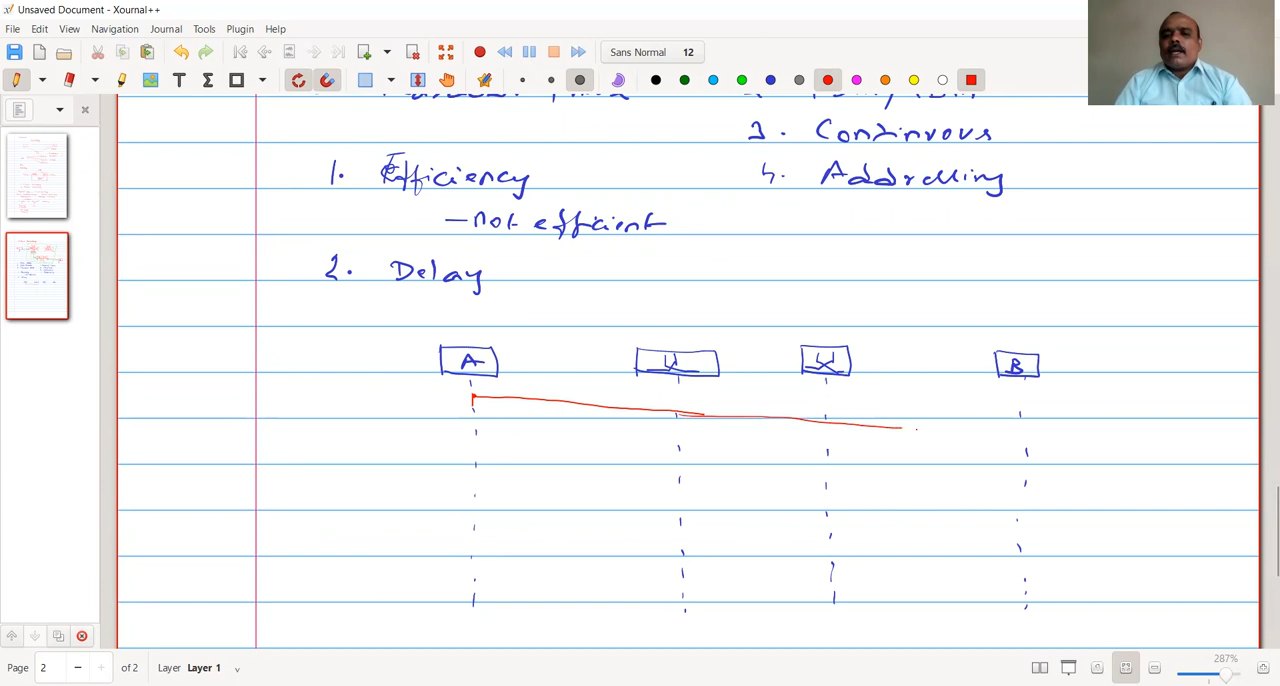 Unsaved Document - Xournal++
File Edit View Navigation Journal Tools Plugin Help
Sans Normal 12
3. Continuous
1. Efficiency
4. Addressing
- not efficient
2. Delay
A
B
Page 2 of 2 Layer Layer 1
287%